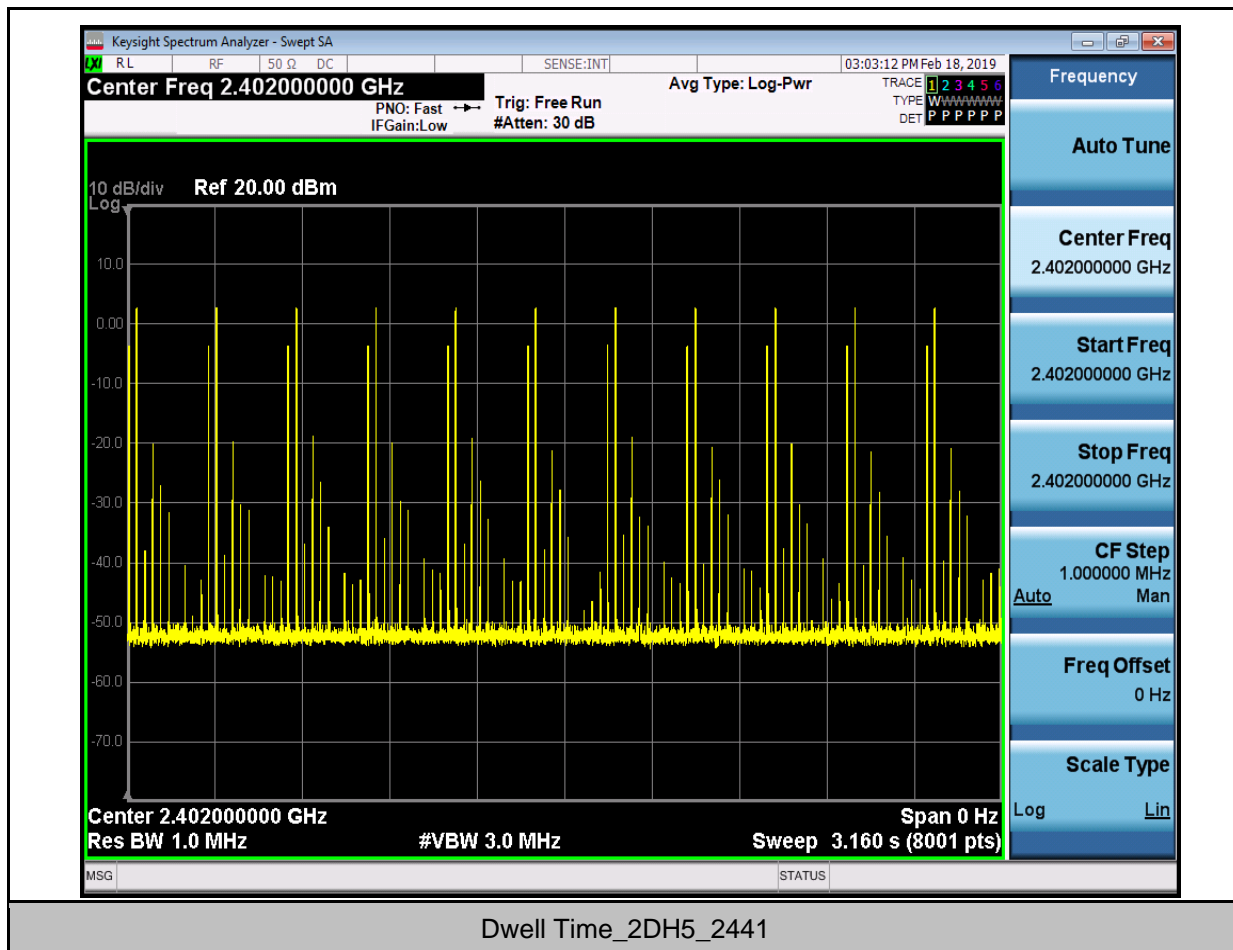 Keysight Spectrum Analyzer - Swept SA
LXI RL RF 50 Ω DC SENSE:INT 03:03:12 PM Feb 18, 2019
Center Freq 2.402000000 GHz
PNO: Fast
IFGain:Low
Trig: Free Run
#Atten: 30 dB
Avg Type: Log-Pwr
TRACE 1 2 3 4 5 6
TYPE WWWWWW
DET P P P P P P
10 dB/div Ref 20.00 dBm
Log
10.0
0.00
-10.0
-20.0
-30.0
-40.0
-50.0
-60.0
-70.0
Center 2.402000000 GHz Span 0 Hz
Res BW 1.0 MHz #VBW 3.0 MHz Sweep 3.160 s (8001 pts)
MSG STATUS
Frequency
Auto Tune
Center Freq
2.402000000 GHz
Start Freq
2.402000000 GHz
Stop Freq
2.402000000 GHz
CF Step
1.000000 MHz
Auto Man
Freq Offset
0 Hz
Scale Type
Log Lin
Dwell Time_2DH5_2441